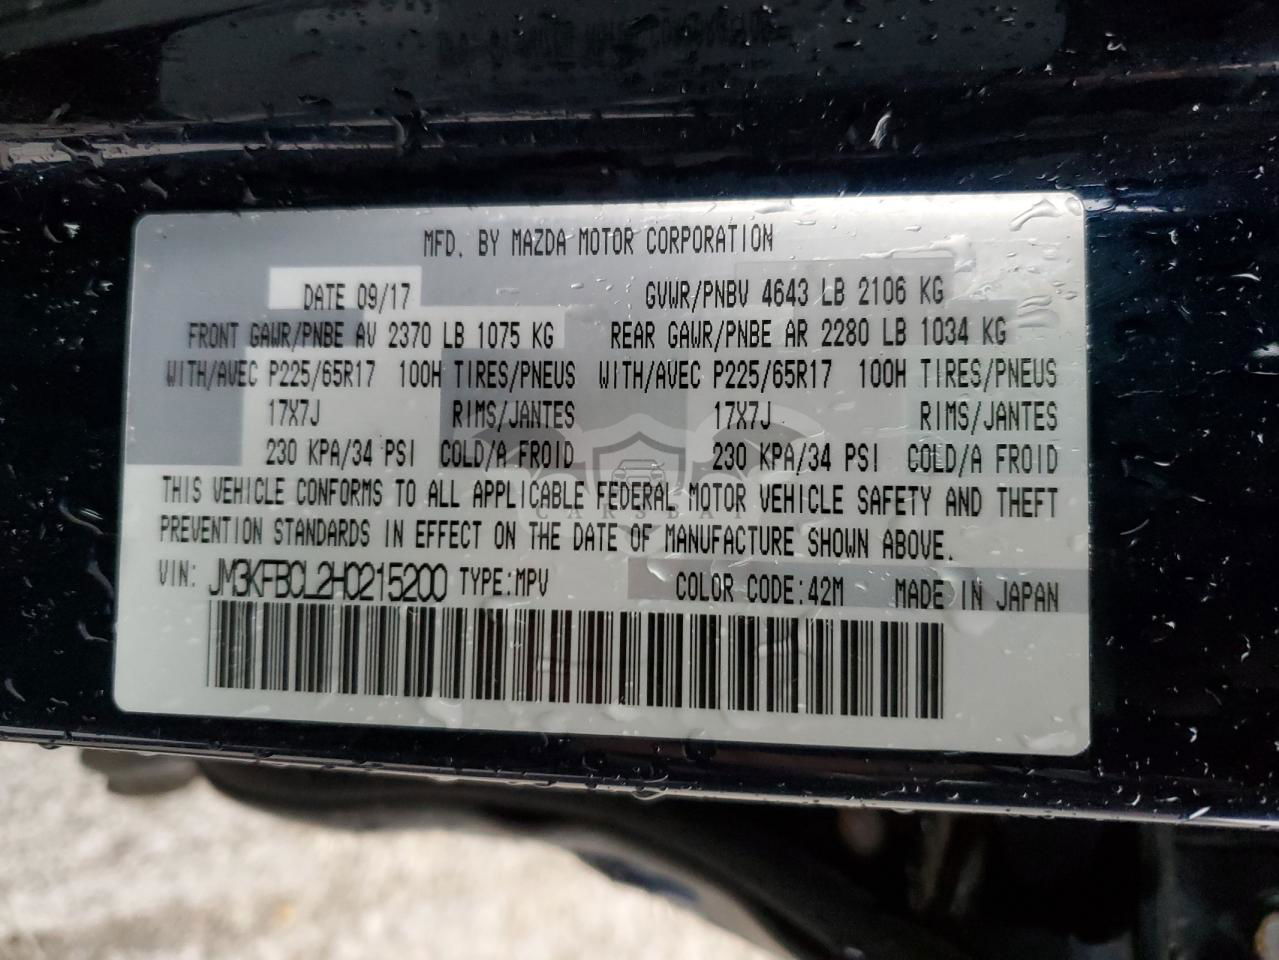 MFD. BY MAZDA MOTOR CORPORATION
DATE 09/17 GVWR/PNBV 4643 LB 2106 KG
FRONT GAWR/PNBE AV 2370 LB 1075 KG REAR GAWR/PNBE AR 2280 LB 1034 KG
WITH/AVEC P225/65R17 100H TIRES/PNEUS WITH/AVEC P225/65R17 100H TIRES/PNEUS
17X7J RIMS/JANTES 17X7J RIMS/JANTES
230 KPA/34 PSI COLD/A FROID 230 KPA/34 PSI COLD/A FROID
THIS VEHICLE CONFORMS TO ALL APPLICABLE FEDERAL MOTOR VEHICLE SAFETY AND THEFT
PREVENTION STANDARDS IN EFFECT ON THE DATE OF MANUFACTURE SHOWN ABOVE.
VIN: JM3KFBCL2H0215200 TYPE:MPV COLOR CODE:42M MADE IN JAPAN